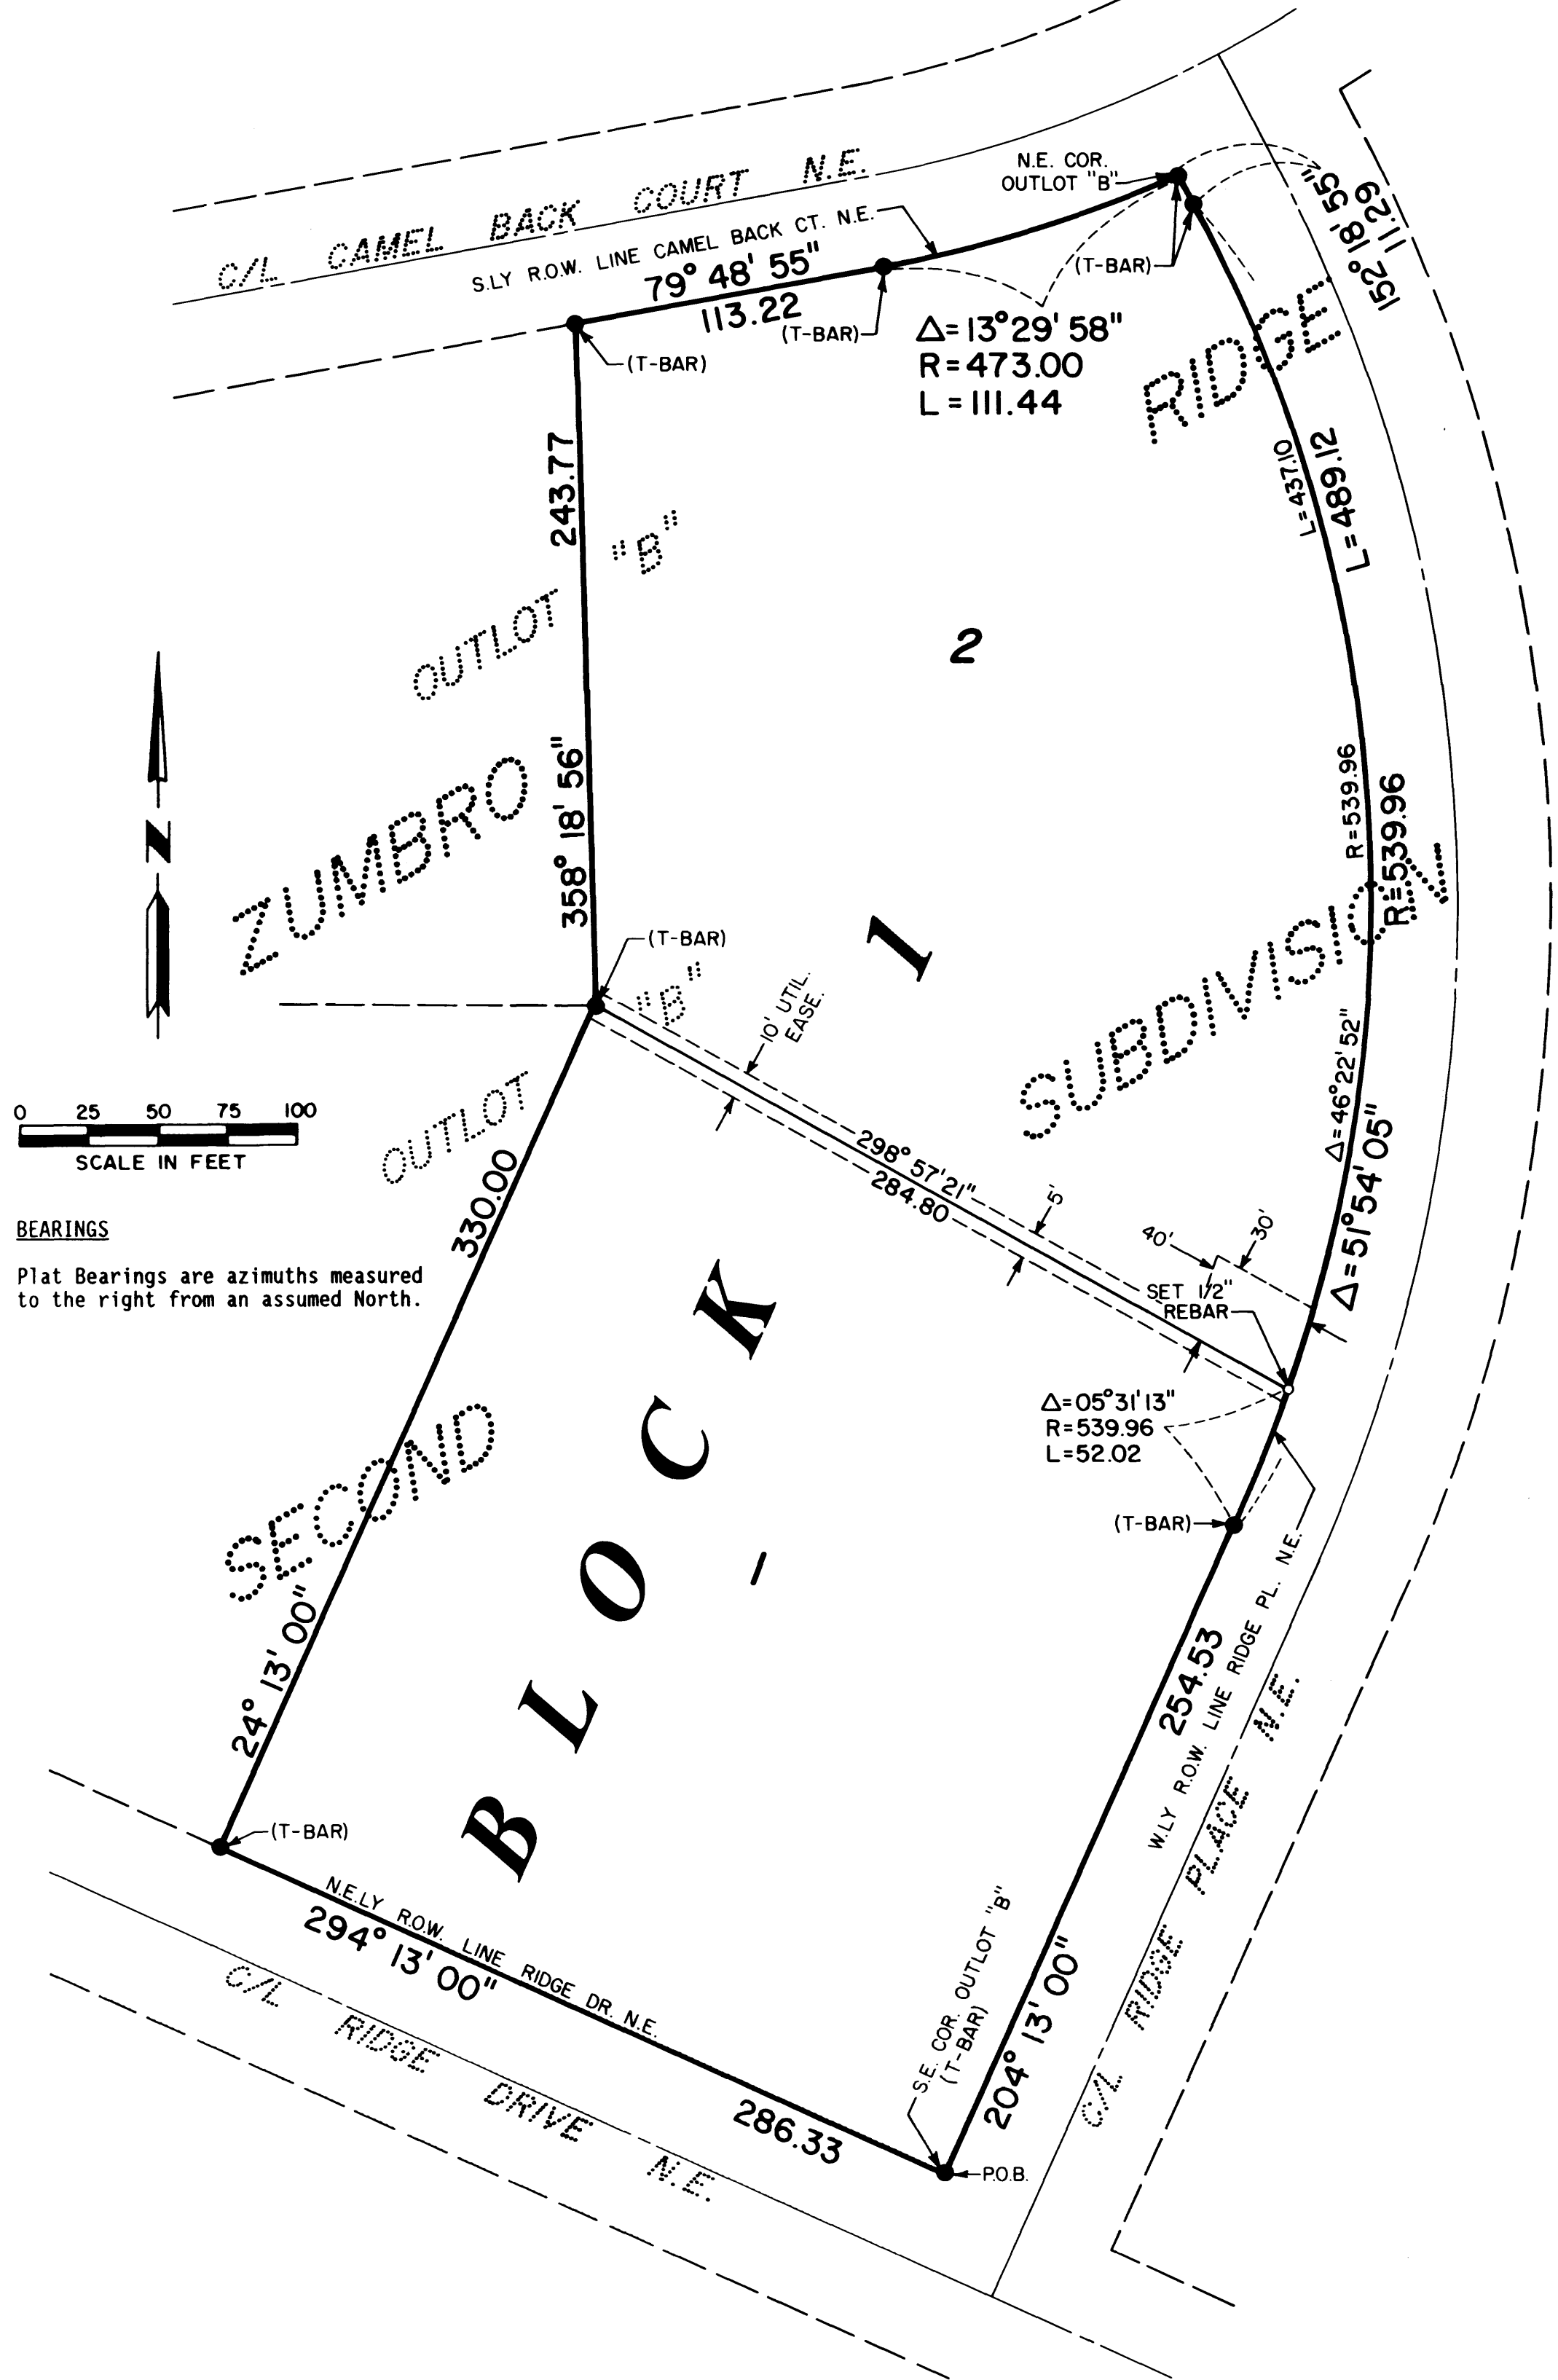 C/L CAMEL BACK COURT N.E.
S.LY R.O.W. LINE CAMEL BACK CT. N.E.
79° 48' 55"
113.22
(T-BAR)
(T-BAR)
N.E. COR.
OUTLOT "B"
(T-BAR)
152° 18' 55"
11.29
Δ=13° 29' 58"
R=473.00
L=111.44
RIDGE
L=437.10
L=489.12
243.77
"B"
OUTLOT
2
358° 18' 56"
ZUMBRO
R=539.96
R=539.96
N
(T-BAR)
"B"
1
10' UTIL.
EASE.
SUBDIVISION
OUTLOT
0 25 50 75 100
SCALE IN FEET
298° 57' 21"
284.80
5'
40'
30'
Δ=46° 22' 52"
Δ=51° 54' 05"
330.00
BEARINGS
Plat Bearings are azimuths measured
to the right from an assumed North.
SET 1/2"
REBAR
Δ=05° 31' 13"
R=539.96
L=52.02
(T-BAR)
SECOND
24° 13' 00"
BLOCK
1
254.53
W.LY R.O.W. LINE RIDGE PL. N.E.
C/L RIDGE PLACE N.E.
(T-BAR)
N.E.LY R.O.W. LINE RIDGE DR. N.E.
294° 13' 00"
286.33
C/L RIDGE DRIVE N.E.
S.E. COR. OUTLOT "B"
(T-BAR)
204° 13' 00"
P.O.B.